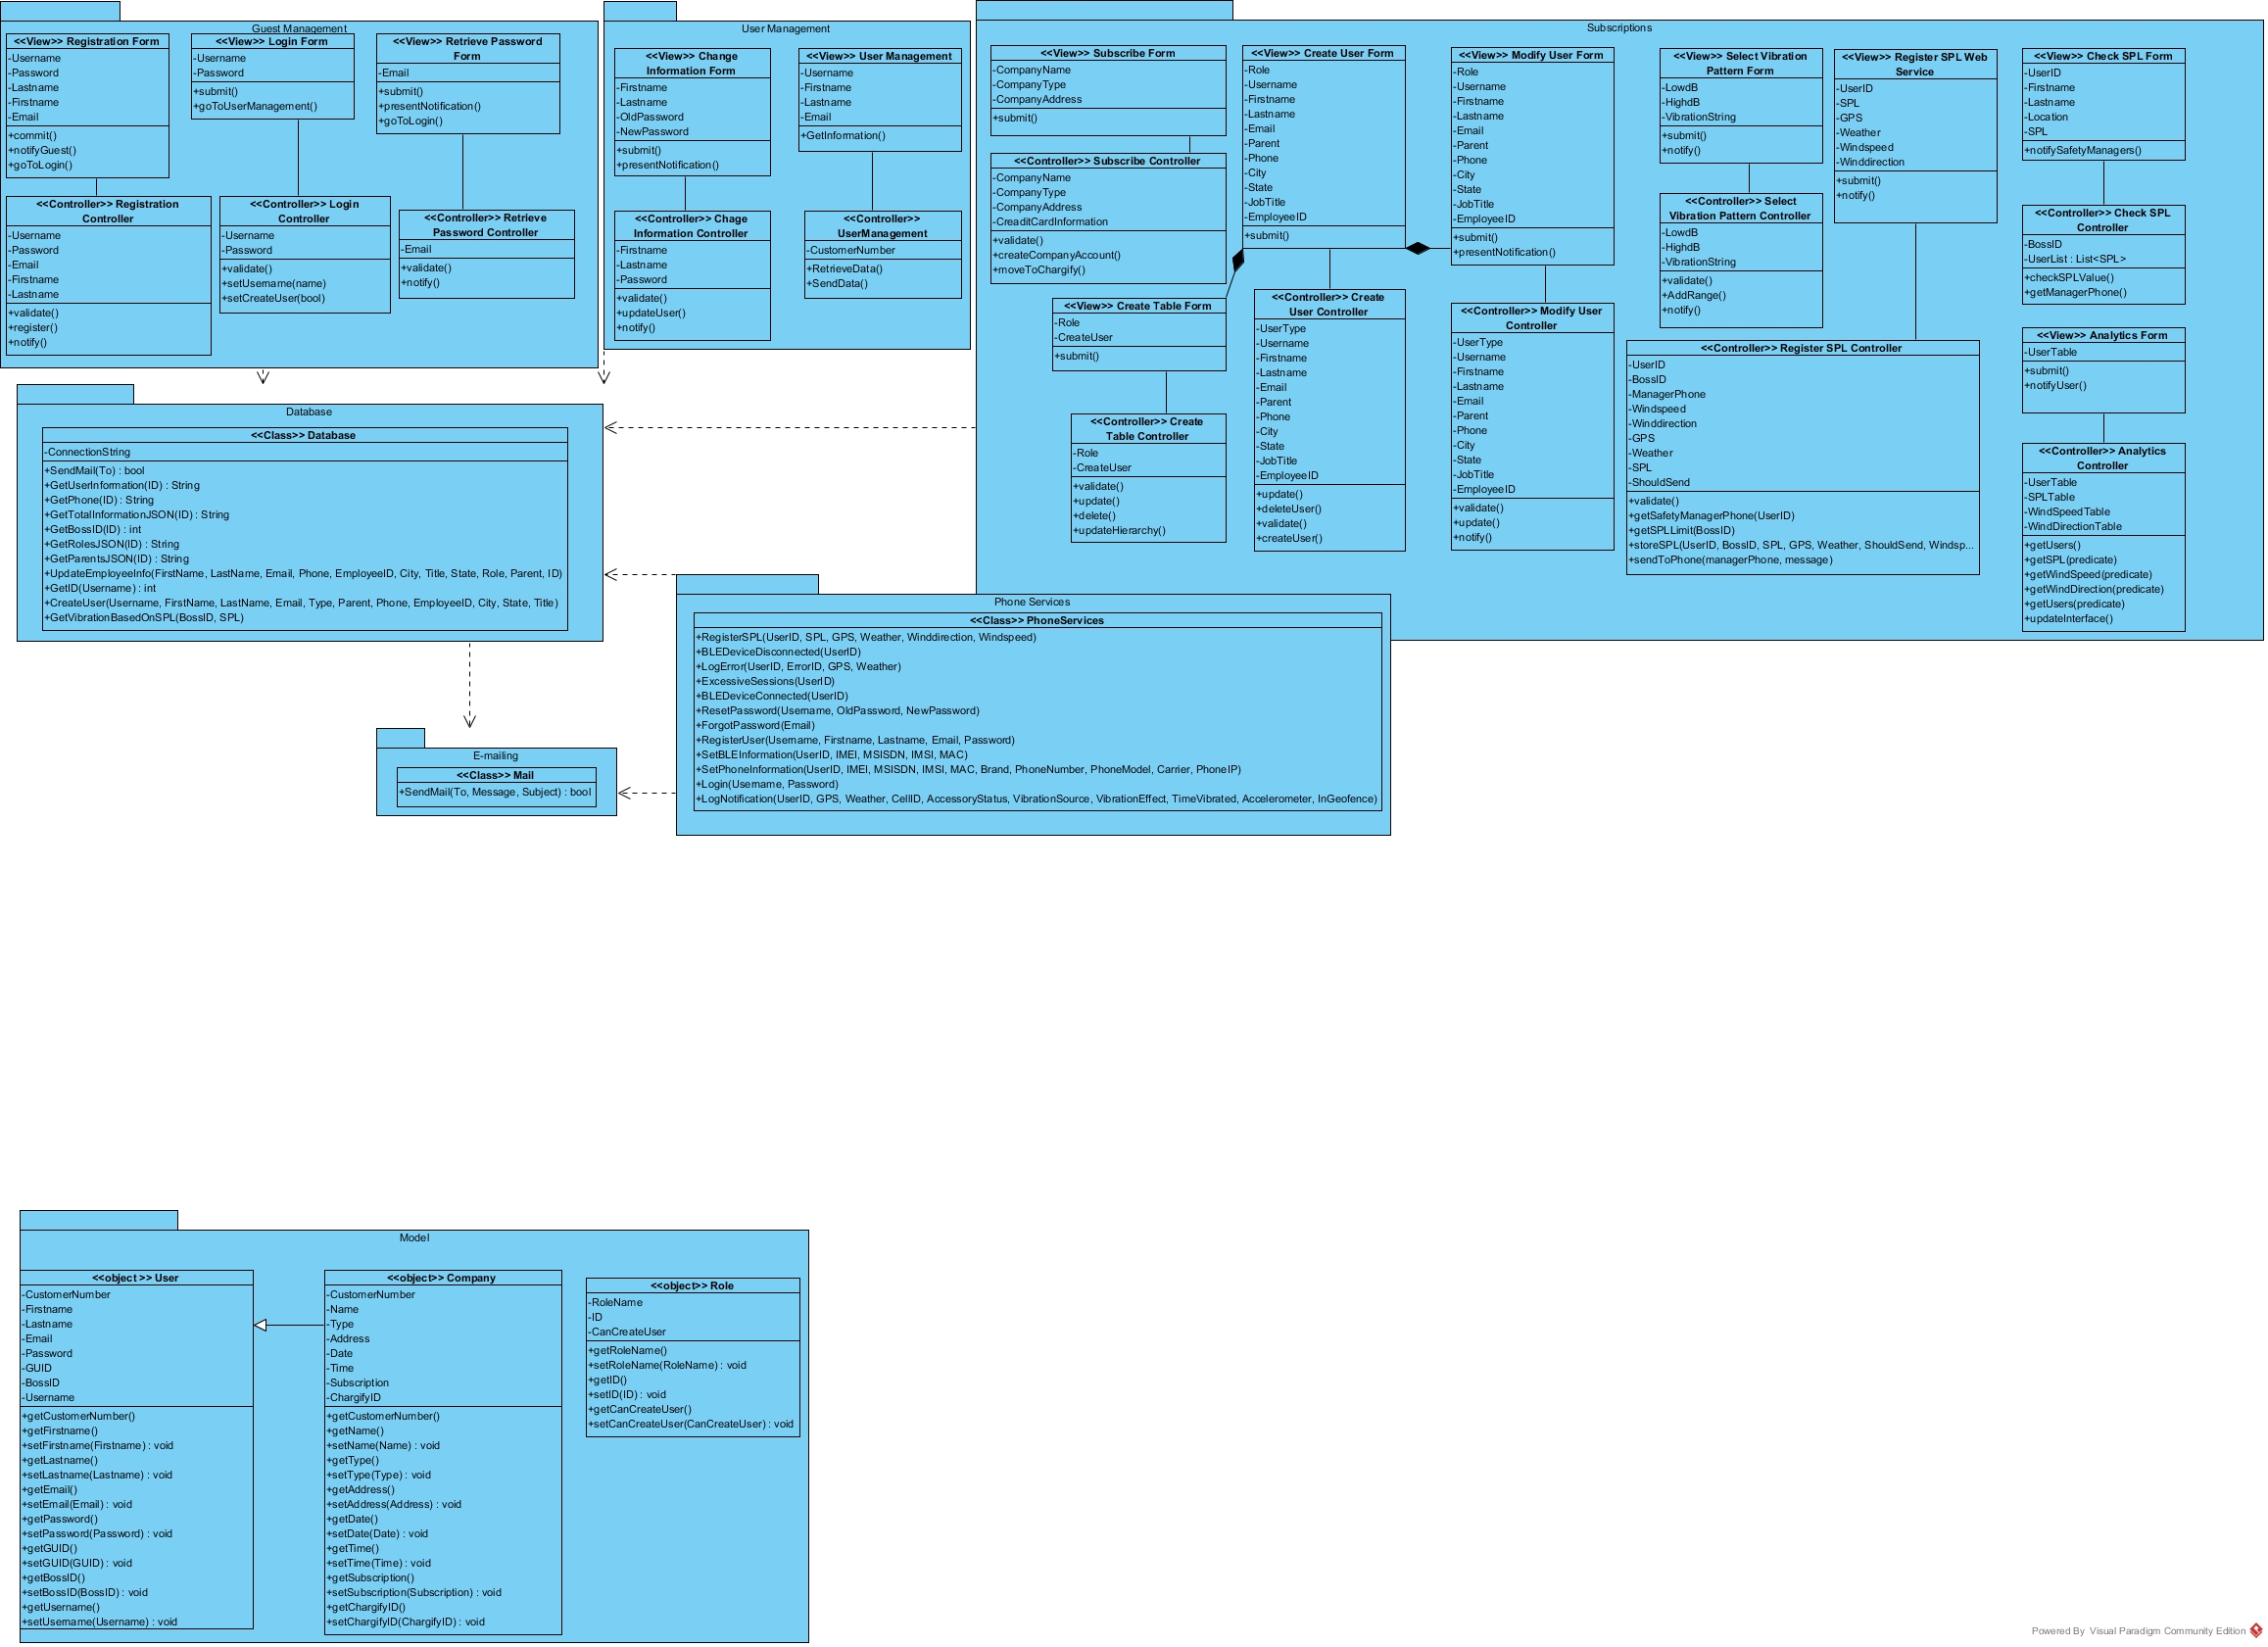 Guest Management
<<View>> Registration Form
-Username
-Password
-Lastname
-Firstname
-Email
+commit()
+notifyGuest()
+goToLogin()
<<View>> Login Form
-Username
-Password
+submit()
+goToUserManagement()
<<View>> Retrieve Password
Form
-Email
+submit()
+presentNotification()
+goToLogin()
<<Controller>> Registration
Controller
-Username
-Password
-Email
-Firstname
-Lastname
+validate()
+register()
+notify()
<<Controller>> Login
Controller
-Username
-Password
+validate()
+setUsername(name)
+setCreateUser(bool)
<<Controller>> Retrieve
Password Controller
-Email
+validate()
+notify()
User Management
<<View>> Change
Information Form
-Firstname
-Lastname
-OldPassword
-NewPassword
+submit()
+presentNotification()
<<View>> User Management
-Username
-Firstname
-Lastname
-Email
+GetInformation()
<<Controller>> Chage
Information Controller
-Firstname
-Lastname
-Password
+validate()
+updateUser()
+notify()
<<Controller>>
UserManagement
-CustomerNumber
+RetrieveData()
+SendData()
Subscriptions
<<View>> Subscribe Form
-CompanyName
-CompanyType
-CompanyAddress
+submit()
<<Controller>> Subscribe Controller
-CompanyName
-CompanyType
-CompanyAddress
-CreaditCardInformation
+validate()
+createCompanyAccount()
+moveToChargify()
<<View>> Create User Form
-Role
-Username
-Firstname
-Lastname
-Email
-Parent
-Phone
-City
-State
-JobTitle
-EmployeeID
+submit()
<<View>> Modify User Form
-Role
-Username
-Firstname
-Lastname
-Email
-Parent
-Phone
-City
-State
-JobTitle
-EmployeeID
+submit()
+presentNotification()
<<View>> Select Vibration
Pattern Form
-LowdB
-HighdB
-VibrationString
+submit()
+notify()
<<View>> Register SPL Web
Service
-UserID
-SPL
-GPS
-Weather
-Windspeed
-Winddirection
+submit()
+notify()
<<View>> Check SPL Form
-UserID
-Firstname
-Lastname
-Location
-SPL
+notifySafetyManagers()
<<Controller>> Select
Vibration Pattern Controller
-LowdB
-HighdB
-VibrationString
+validate()
+AddRange()
+notify()
<<Controller>> Check SPL
Controller
-BossID
-UserList : List<SPL>
+checkSPLValue()
+getManagerPhone()
<<View>> Create Table Form
-Role
-CreateUser
+submit()
<<Controller>> Create
Table Controller
-Role
-CreateUser
+validate()
+update()
+delete()
+updateHierarchy()
<<Controller>> Create
User Controller
-UserType
-Username
-Firstname
-Lastname
-Email
-Parent
-Phone
-City
-State
-JobTitle
-EmployeeID
+update()
+deleteUser()
+validate()
+createUser()
<<Controller>> Modify User
Controller
-UserType
-Username
-Firstname
-Lastname
-Email
-Parent
-Phone
-City
-State
-JobTitle
-EmployeeID
+validate()
+update()
+notify()
<<Controller>> Register SPL Controller
-UserID
-BossID
-ManagerPhone
-Windspeed
-Winddirection
-GPS
-Weather
-SPL
-ShouldSend
+validate()
+getSafetyManagerPhone(UserID)
+getSPLLimit(BossID)
+storeSPL(UserID, BossID, SPL, GPS, Weather, ShouldSend, Windsp...
+sendToPhone(managerPhone, message)
<<View>> Analytics Form
-UserTable
+submit()
+notifyUser()
<<Controller>> Analytics
Controller
-UserTable
-SPLTable
-WindSpeedTable
-WindDirectionTable
+getUsers()
+getSPL(predicate)
+getWindSpeed(predicate)
+getWindDirection(predicate)
+getUsers(predicate)
+updateInterface()
Database
<<Class>> Database
-ConnectionString
+SendMail(To) : bool
+GetUserInformation(ID) : String
+GetPhone(ID) : String
+GetTotalInformationJSON(ID) : String
+GetBossID(ID) : int
+GetRolesJSON(ID) : String
+GetParentsJSON(ID) : String
+UpdateEmployeeInfo(FirstName, LastName, Email, Phone, EmployeeID, City, Title, State, Role, Parent, ID)
+GetID(Username) : int
+CreateUser(Username, FirstName, LastName, Email, Type, Parent, Phone, EmployeeID, City, State, Title)
+GetVibrationBasedOnSPL(BossID, SPL)
Phone Services
<<Class>> PhoneServices
+RegisterSPL(UserID, SPL, GPS, Weather, Winddirection, Windspeed)
+BLEDeviceDisconnected(UserID)
+LogError(UserID, ErrorID, GPS, Weather)
+ExcessiveSessions(UserID)
+BLEDeviceConnected(UserID)
+ResetPassword(Username, OldPassword, NewPassword)
+ForgotPassword(Email)
+RegisterUser(Username, Firstname, Lastname, Email, Password)
+SetBLEInformation(UserID, IMEI, MSISDN, IMSI, MAC)
+SetPhoneInformation(UserID, IMEI, MSISDN, IMSI, MAC, Brand, PhoneNumber, PhoneModel, Carrier, PhoneIP)
+Login(Username, Password)
+LogNotification(UserID, GPS, Weather, CellID, AccessoryStatus, VibrationSource, VibrationEffect, TimeVibrated, Accelerometer, InGeofence)
E-mailing
<<Class>> Mail
+SendMail(To, Message, Subject) : bool
Model
<<object >> User
-CustomerNumber
-Firstname
-Lastname
-Email
-Password
-GUID
-BossID
-Username
+getCustomerNumber()
+getFirstname()
+setFirstname(Firstname) : void
+getLastname()
+setLastname(Lastname) : void
+getEmail()
+setEmail(Email) : void
+getPassword()
+setPassword(Password) : void
+getGUID()
+setGUID(GUID) : void
+getBossID()
+setBossID(BossID) : void
+getUsername()
+setUsername(Username) : void
<<object>> Company
-CustomerNumber
-Name
-Type
-Address
-Date
-Time
-Subscription
-ChargifyID
+getCustomerNumber()
+getName()
+setName(Name) : void
+getType()
+setType(Type) : void
+getAddress()
+setAddress(Address) : void
+getDate()
+setDate(Date) : void
+getTime()
+setTime(Time) : void
+getSubscription()
+setSubscription(Subscription) : void
+getChargifyID()
+setChargifyID(ChargifyID) : void
<<object>> Role
-RoleName
-ID
-CanCreateUser
+getRoleName()
+setRoleName(RoleName) : void
+getID()
+setID(ID) : void
+getCanCreateUser()
+setCanCreateUser(CanCreateUser) : void
Powered By Visual Paradigm Community Edition